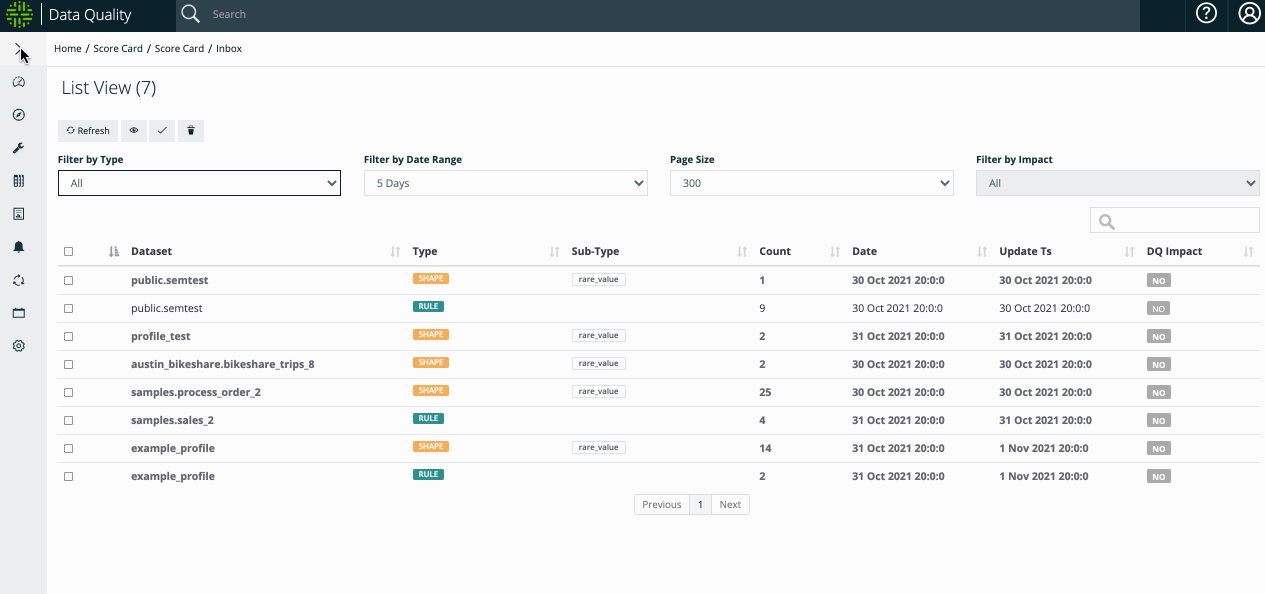 Data Quality
Search
Home / Score Card / Score Card / Inbox
List View (7)
Refresh
Filter by Type Filter by Date Range Page Size Filter by Impact
All 5 Days 300 All
Dataset Type Sub-Type Count Date Update Ts DQ Impact
public.semtest SHAPE rare_value 1 30 Oct 2021 20:0:0 30 Oct 2021 20:0:0 NO
public.semtest RULE 9 30 Oct 2021 20:0:0 30 Oct 2021 20:0:0 NO
profile_test SHAPE rare_value 2 31 Oct 2021 20:0:0 31 Oct 2021 20:0:0 NO
austin_bikeshare.bikeshare_trips_8 SHAPE rare_value 2 30 Oct 2021 20:0:0 30 Oct 2021 20:0:0 NO
samples.process_order_2 SHAPE rare_value 25 30 Oct 2021 20:0:0 30 Oct 2021 20:0:0 NO
samples.sales_2 RULE 4 31 Oct 2021 20:0:0 31 Oct 2021 20:0:0 NO
example_profile SHAPE rare_value 14 31 Oct 2021 20:0:0 1 Nov 2021 20:0:0 NO
example_profile RULE 2 31 Oct 2021 20:0:0 1 Nov 2021 20:0:0 NO
Previous 1 Next